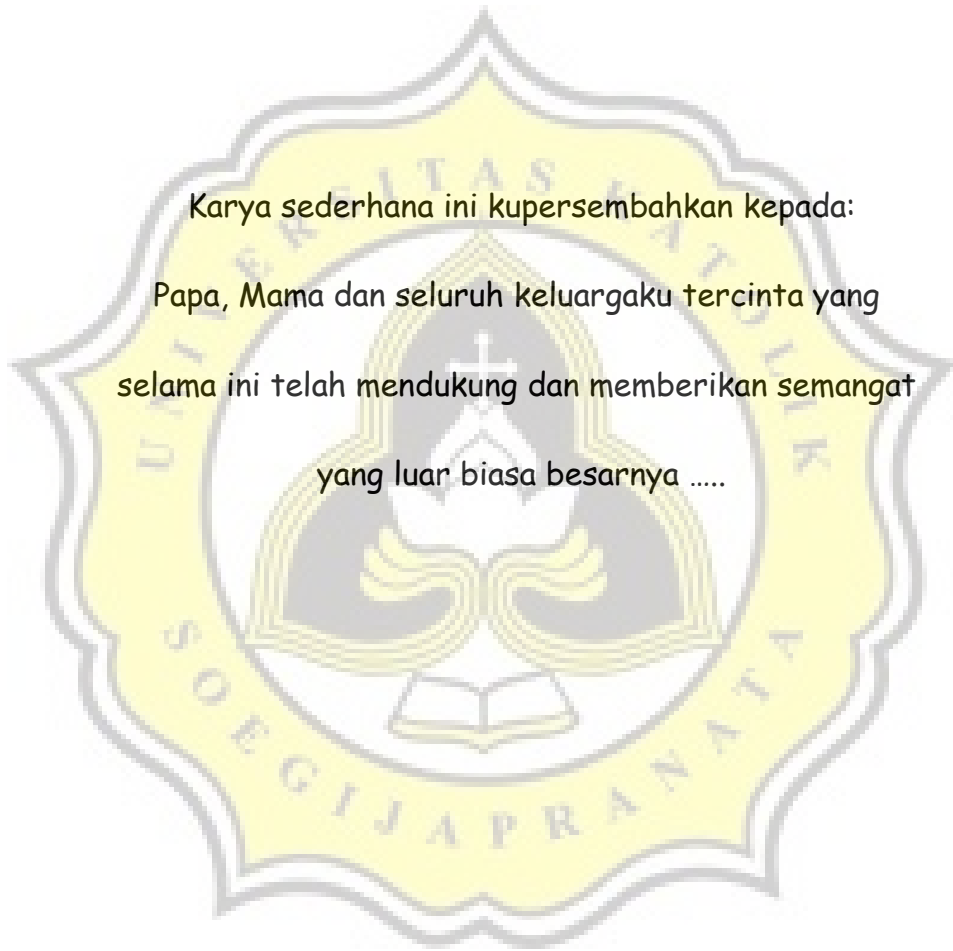 Karya sederhana ini kupersembahkan kepada:
Papa, Mama dan seluruh keluargaku tercinta yang
selama ini telah mendukung dan memberikan semangat
yang luar biasa besarnya .....
UNIVERSITAS KATOLIK
SOEGIJAPRANATA